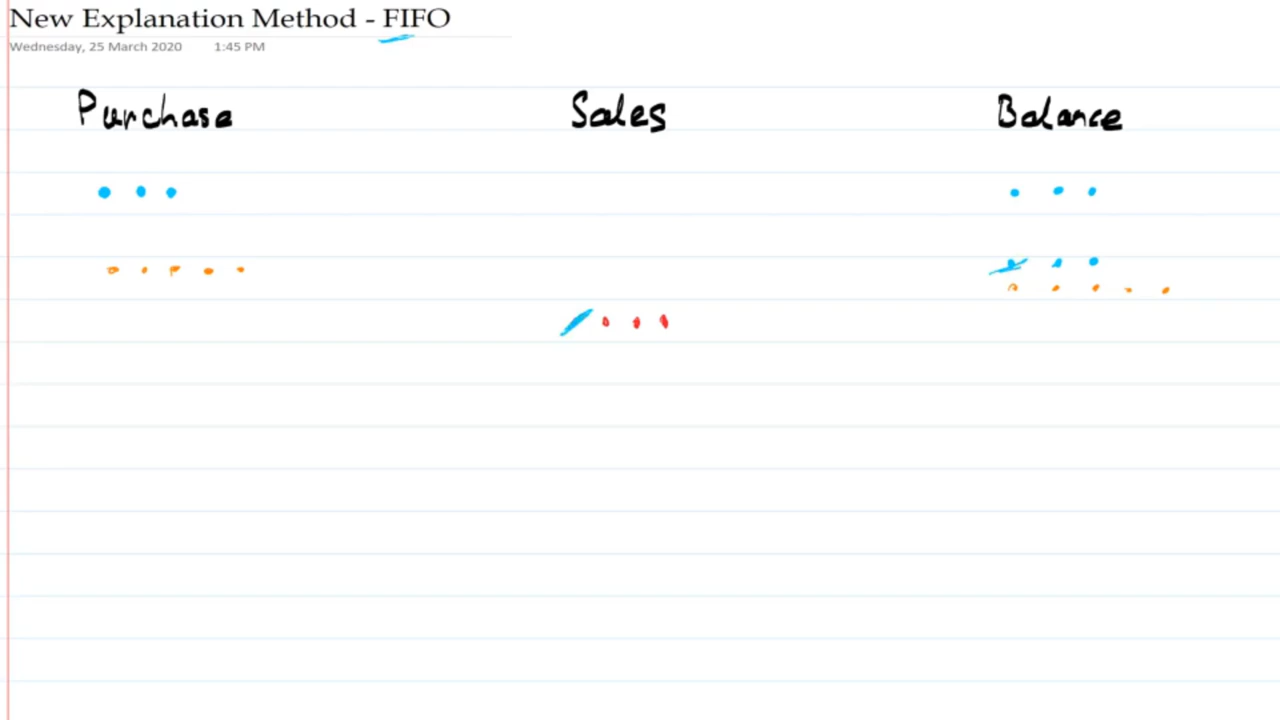 New Explanation Method - FIFO
Wednesday, 25 March 2020 1:45 PM
Purchase Sales Balance